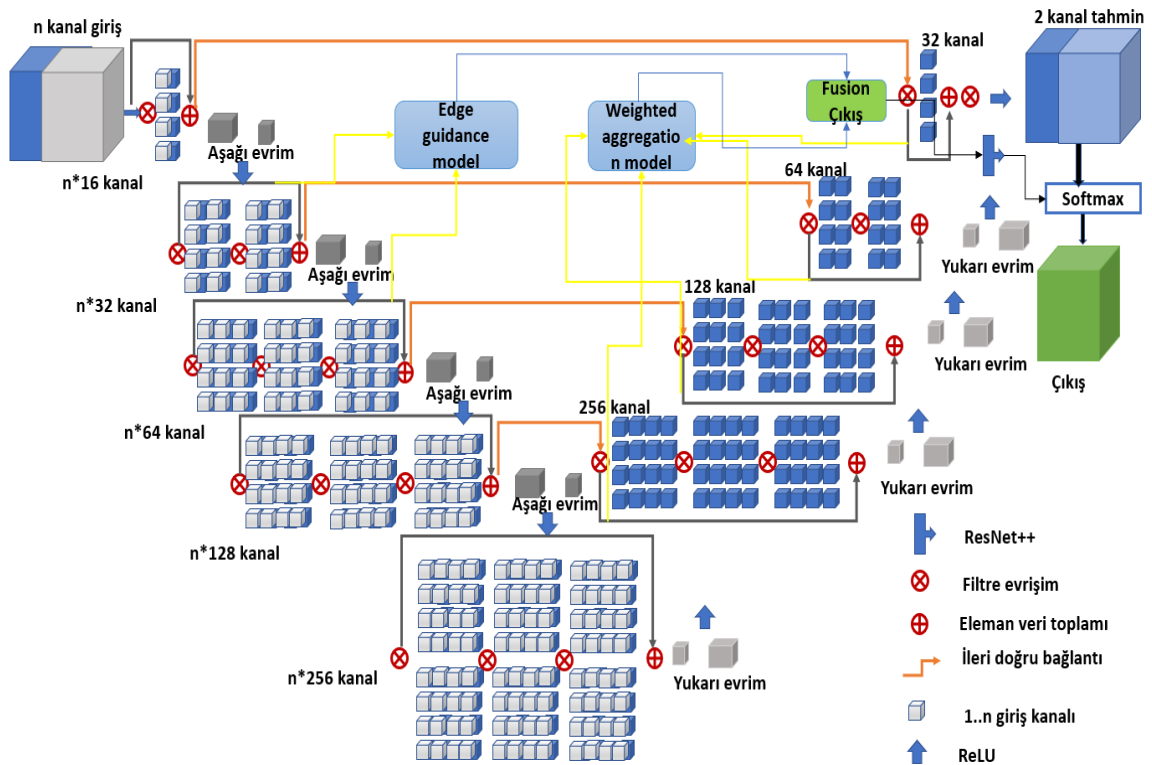 n kanal giriş
32 kanal
2 kanal tahmin
Edge
guidance
model
Weighted
aggregatio
n model
Fusion
Çıkış
Aşağı evrim
n*16 kanal
64 kanal
Softmax
Aşağı evrim
Yukarı evrim
n*32 kanal
128 kanal
Yukarı evrim
Çıkış
Aşağı evrim
n*64 kanal
256 kanal
Yukarı evrim
Aşağı evrim
n*128 kanal
ResNet++
Filtre evrişim
Eleman veri toplamı
n*256 kanal
Yukarı evrim
İleri doğru bağlantı
1..n giriş kanalı
ReLU